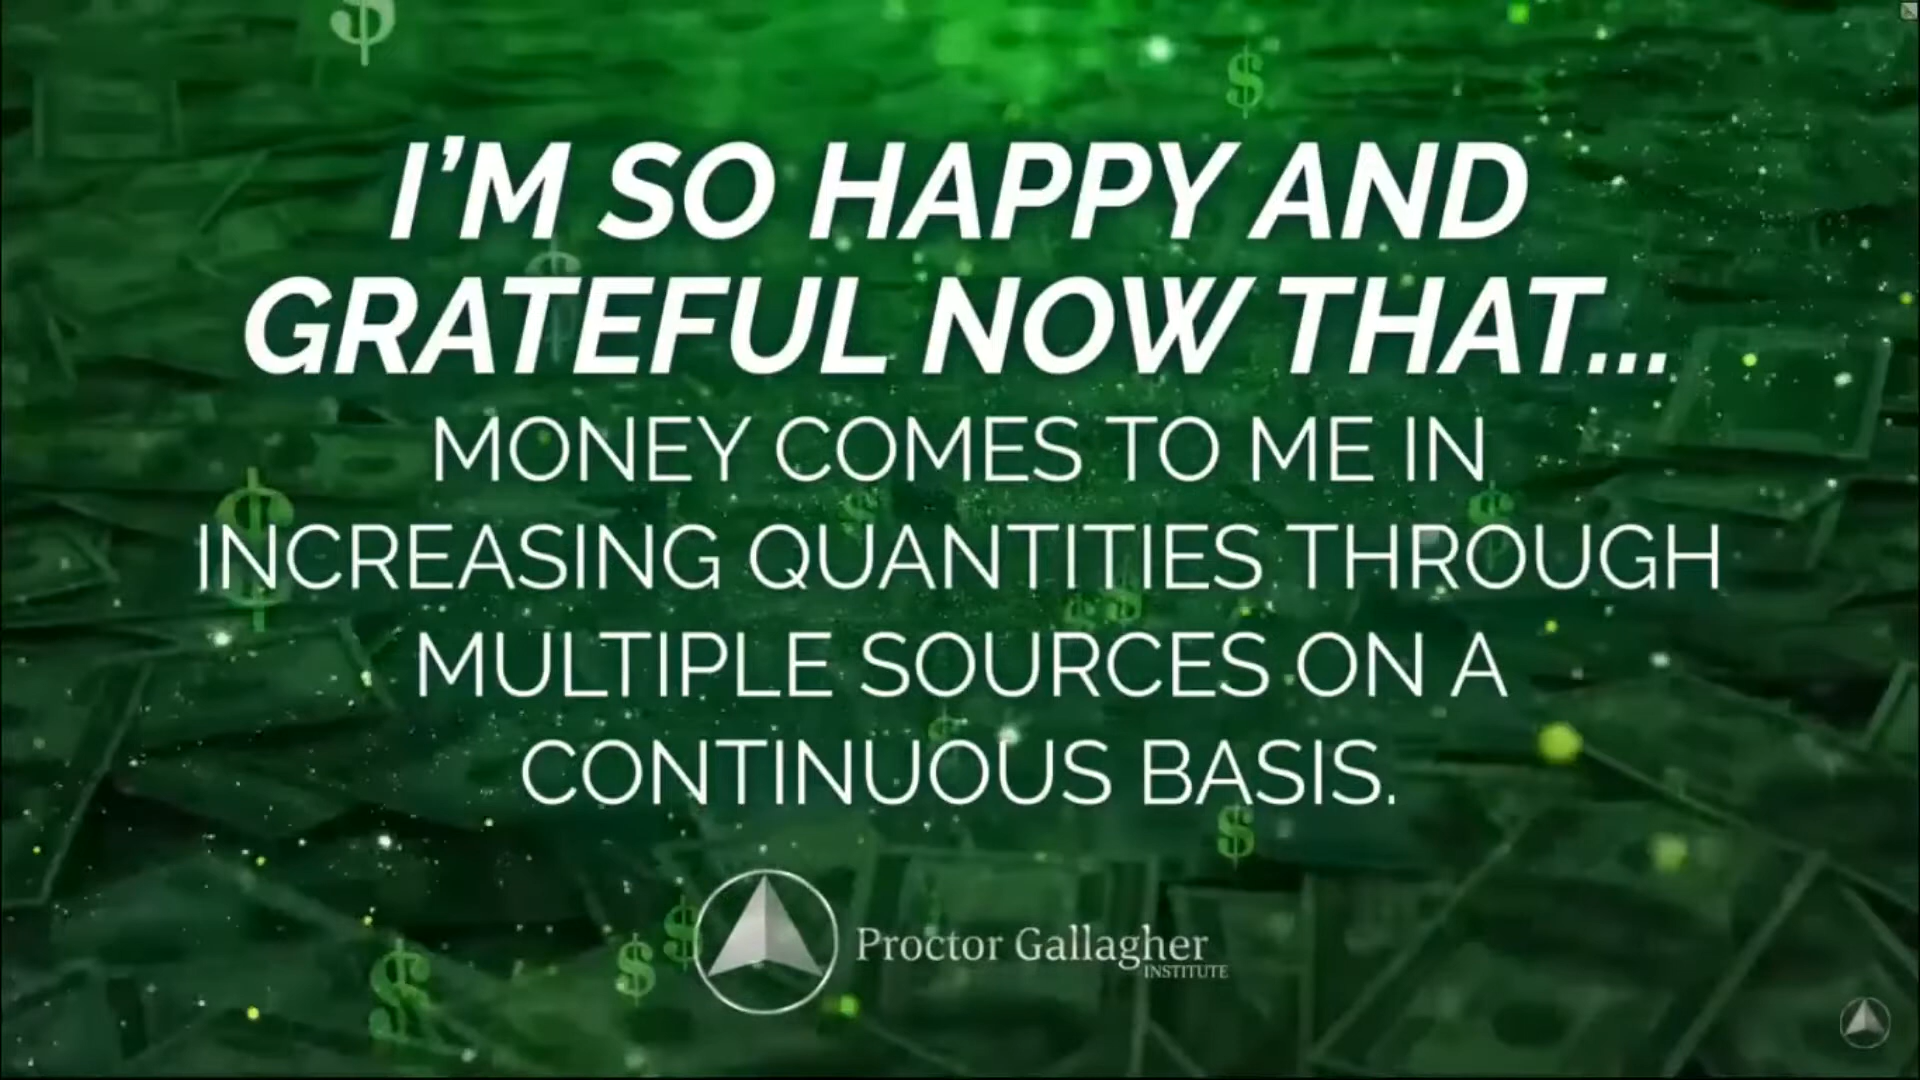 I'M SO HAPPY AND
GRATEFUL NOW THAT...
MONEY COMES TO ME IN
INCREASING QUANTITIES THROUGH
MULTIPLE SOURCES ON A
CONTINUOUS BASIS.
Proctor Gallagher
INSTITUTE